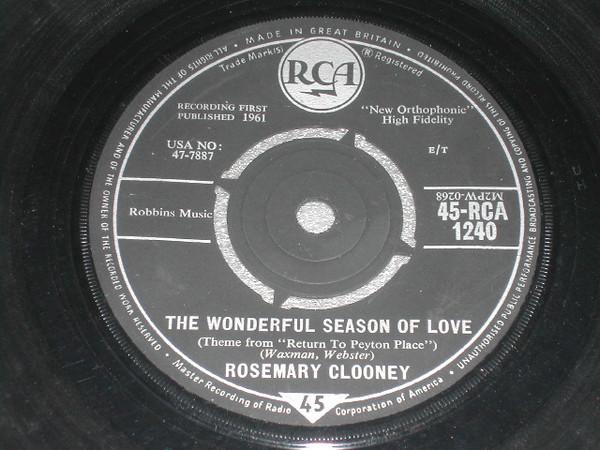 • MADE IN GREAT BRITAIN •
ALL RIGHTS OF THE MANUFACTURER AND OF THE OWNER OF THE RECORDED WORK RESERVED •
UNAUTHORISED PUBLIC PERFORMANCE BROADCASTING AND COPYING OF THIS RECORD PROHIBITED
Trade Mark(s)
® Registered
RCA
RECORDING FIRST
PUBLISHED 1961
"New Orthophonic"
High Fidelity
USA NO:
47-7887
E/T
Robbins Music
M2PW-0268
45-RCA
1240
THE WONDERFUL SEASON OF LOVE
(Theme from "Return To Peyton Place")
(Waxman, Webster)
ROSEMARY CLOONEY
• Master Recording of Radio Corporation of America •
45